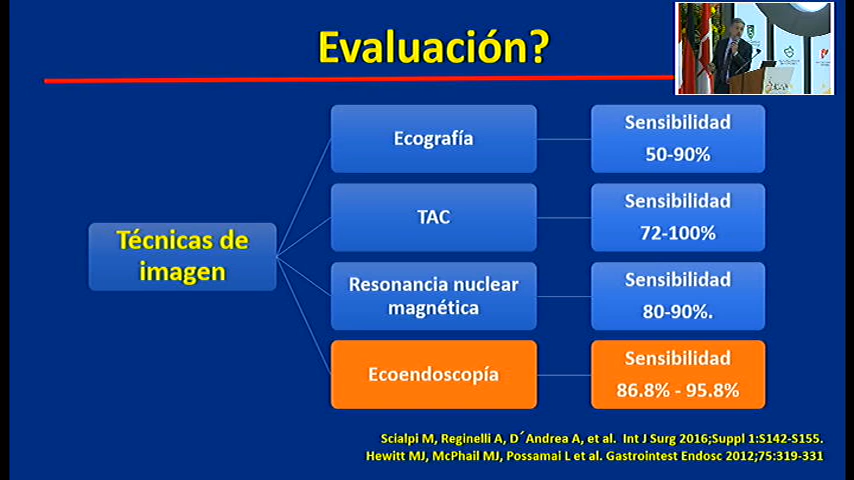 Evaluación?
Técnicas de
imagen
Ecografía
Sensibilidad
50-90%
TAC
Sensibilidad
72-100%
Resonancia nuclear
magnética
Sensibilidad
80-90%.
Ecoendoscopía
Sensibilidad
86.8% - 95.8%
Scialpi M, Reginelli A, D´Andrea A, et al.  Int J Surg 2016;Suppl 1:S142-S155.
Hewitt MJ, McPhail MJ, Possamai L et al. Gastrointest Endosc 2012;75:319-331